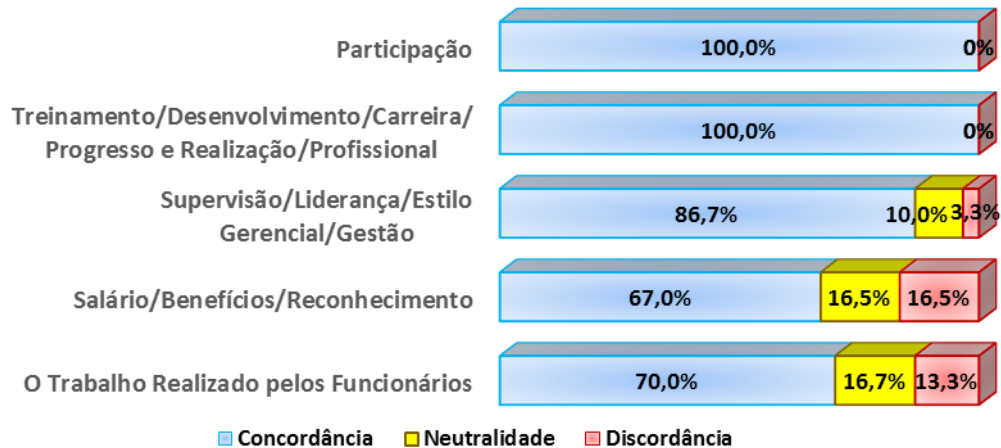 Participação
100,0% 0%
Treinamento/Desenvolvimento/Carreira/
Progresso e Realização/Profissional
100,0% 0%
Supervisão/Liderança/Estilo
Gerencial/Gestão
86,7% 10,0% 3,3%
Salário/Benefícios/Reconhecimento
67,0% 16,5% 16,5%
O Trabalho Realizado pelos Funcionários
70,0% 16,7% 13,3%
Concordância Neutralidade Discordância